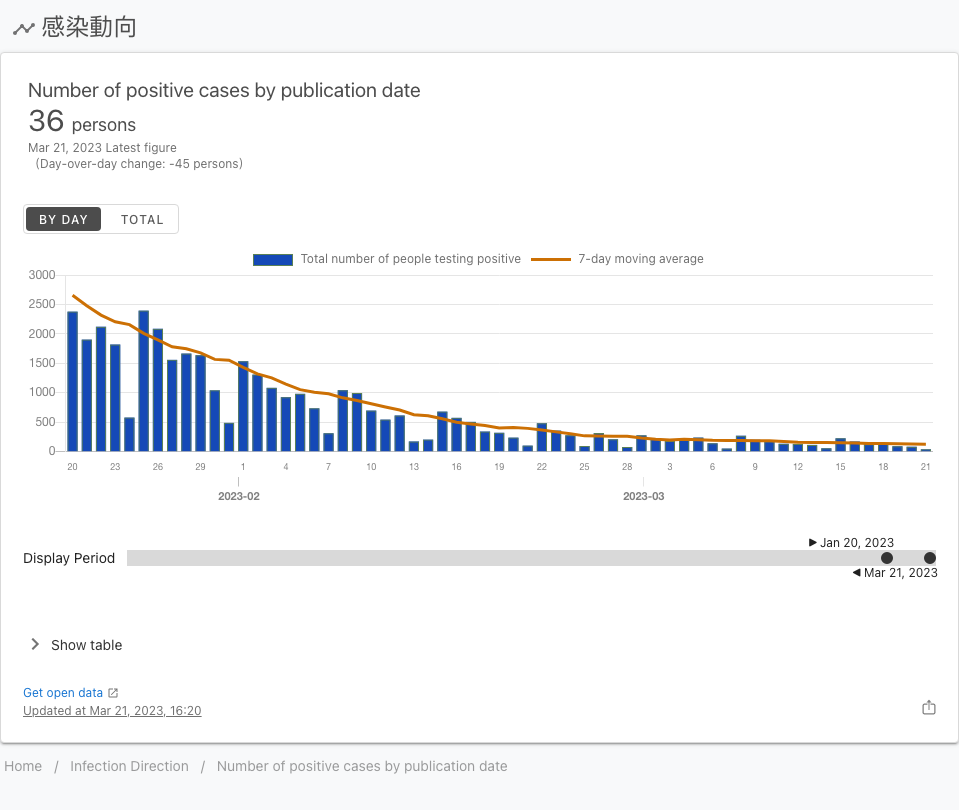 感染動向
Number of positive cases by publication date
36 persons
Mar 21, 2023 Latest figure
(Day-over-day change: -45 persons)
BY DAY TOTAL
Total number of people testing positive 7-day moving average
3000
2500
2000
1500
1000
500
0
20 23 26 29 1 4 7 10 13 16 19 22 25 28 3 6 9 12 15 18 21
2023-02 2023-03
Jan 20, 2023
Display Period
Mar 21, 2023
Show table
Get open data
Updated at Mar 21, 2023, 16:20
Home / Infection Direction / Number of positive cases by publication date